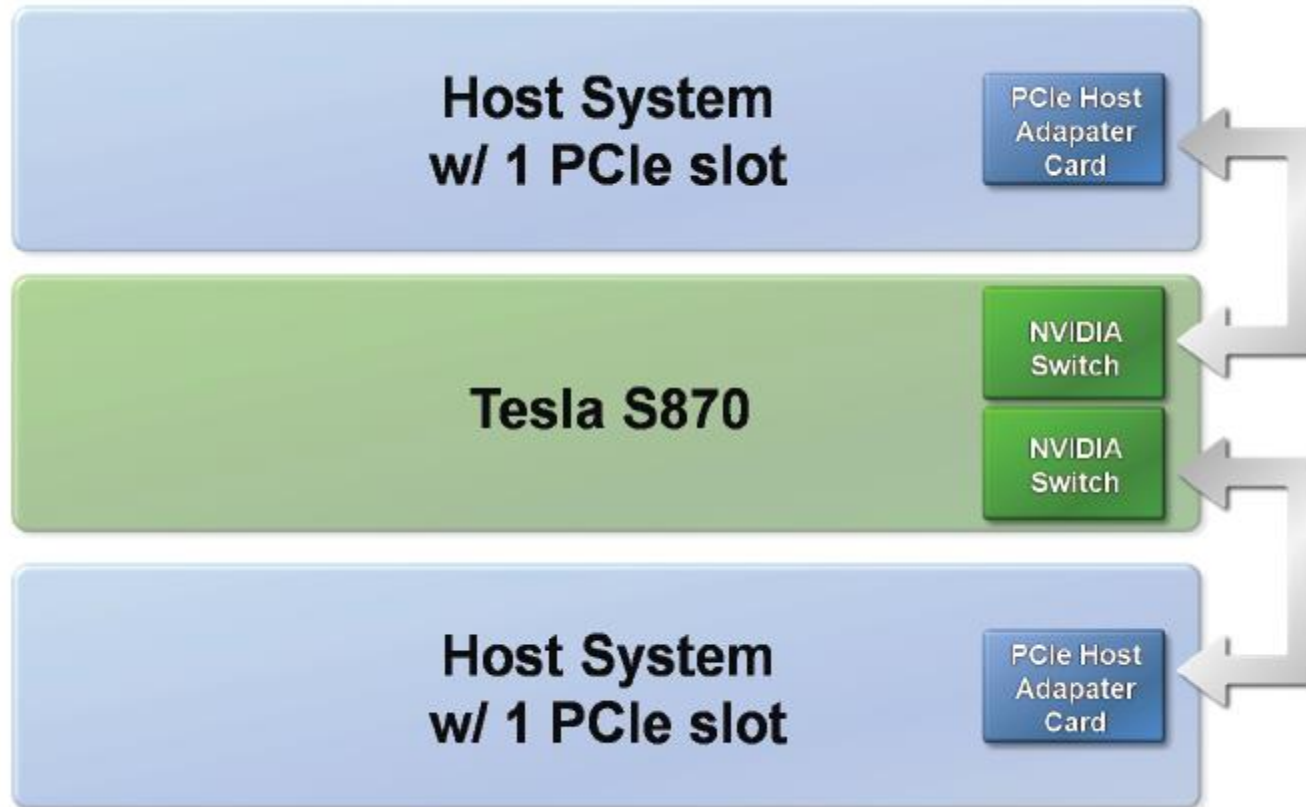 Host System
w/ 1 PCIe slot
PCIe Host
Adapater
Card
NVIDIA
Switch
Tesla S870
NVIDIA
Switch
Host System
w/ 1 PCIe slot
PCIe Host
Adapater
Card